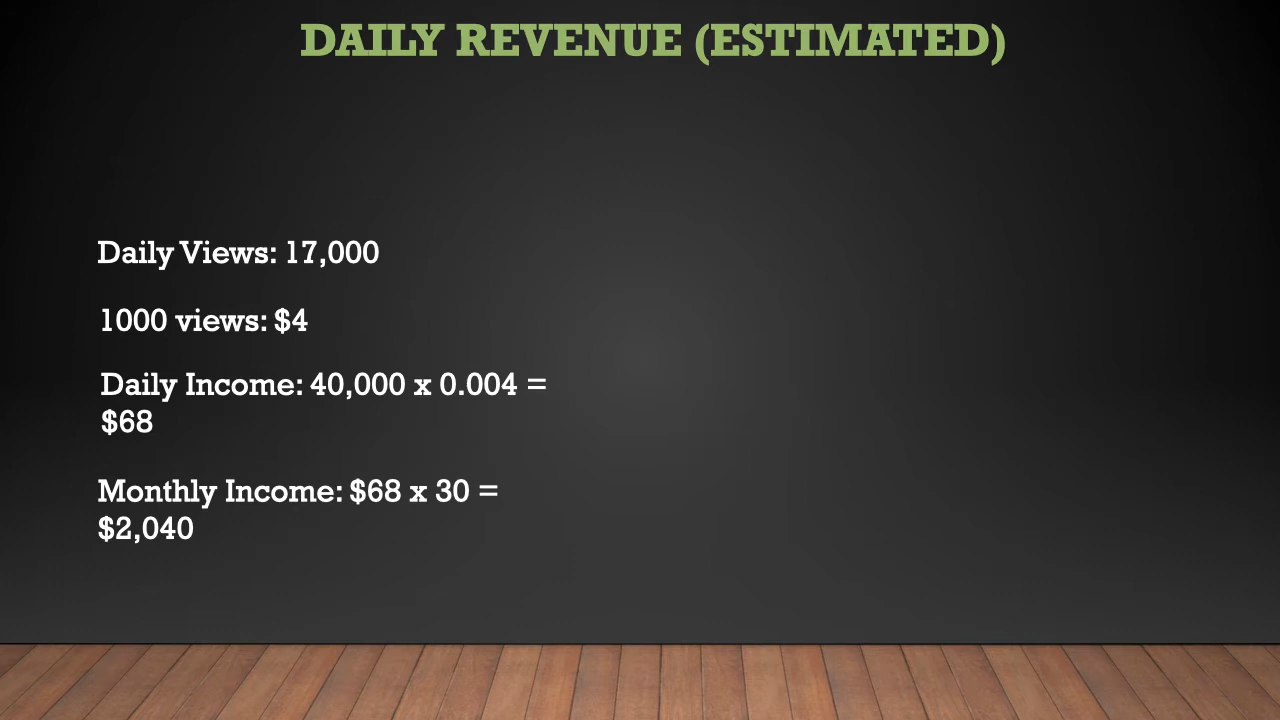 DAILY REVENUE (ESTIMATED)
Daily Views: 17,000
1000 views: $4
Daily Income: 40,000 x 0.004 =
$68
Monthly Income: $68 x 30 =
$2,040